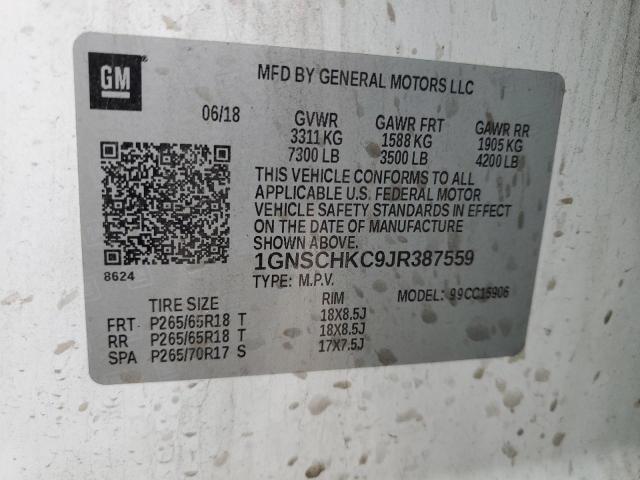 GM
MFD BY GENERAL MOTORS LLC
06/18 GVWR GAWR FRT GAWR RR
3311 KG 1588 KG 1905 KG
7300 LB 3500 LB 4200 LB
THIS VEHICLE CONFORMS TO ALL
APPLICABLE U.S. FEDERAL MOTOR
VEHICLE SAFETY STANDARDS IN EFFECT
ON THE DATE OF MANUFACTURE
SHOWN ABOVE.
1GNSCHKC9JR387559
8624
TYPE: M.P.V. MODEL: 99CC15906
TIRE SIZE RIM
FRT P265/65R18 T 18X8.5J
RR P265/65R18 T 18X8.5J
SPA P265/70R17 S 17X7.5J